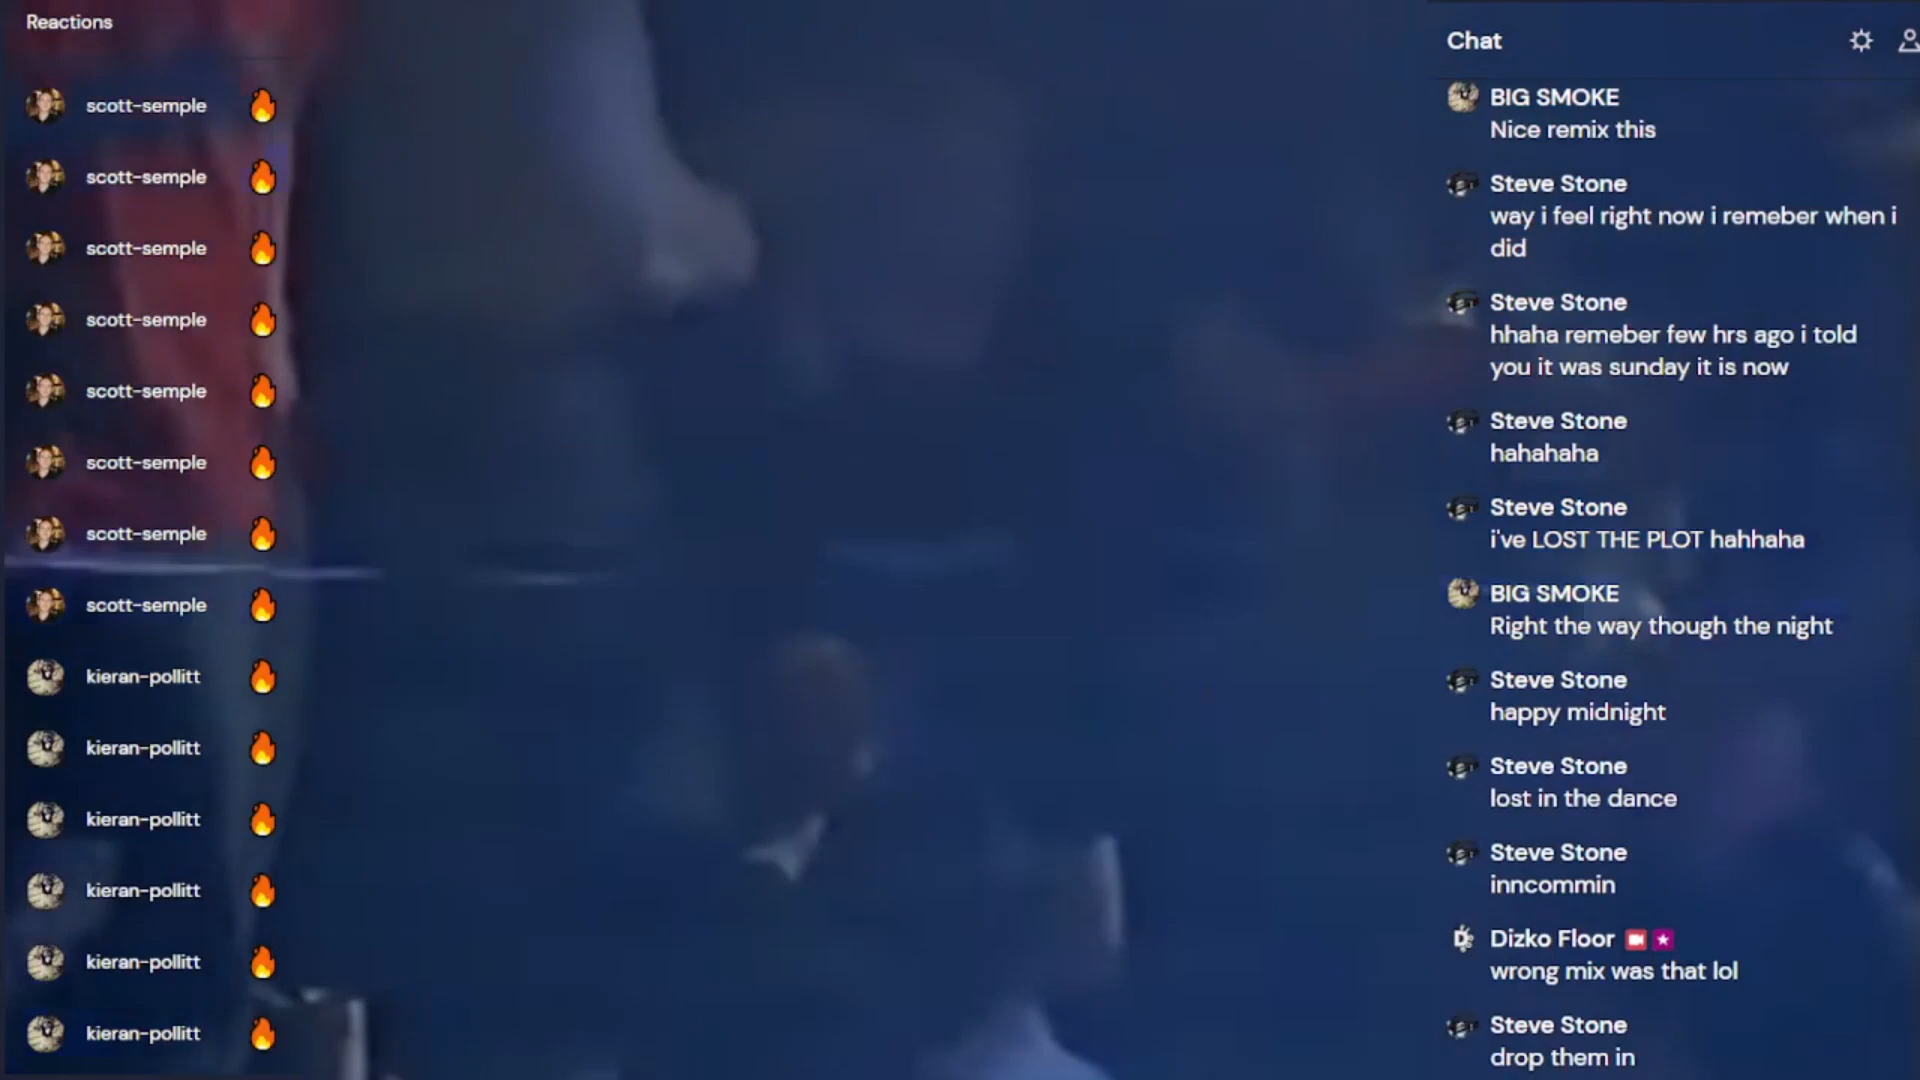 Reactions
scott-semple
scott-semple
scott-semple
scott-semple
scott-semple
scott-semple
scott-semple
scott-semple
kieran-pollitt
kieran-pollitt
kieran-pollitt
kieran-pollitt
kieran-pollitt
kieran-pollitt
Chat
BIG SMOKE
Nice remix this
Steve Stone
way i feel right now i remeber when i
did
Steve Stone
hhaha remeber few hrs ago i told
you it was sunday it is now
Steve Stone
hahahaha
Steve Stone
i've LOST THE PLOT hahhaha
BIG SMOKE
Right the way though the night
Steve Stone
happy midnight
Steve Stone
lost in the dance
Steve Stone
inncommin
Dizko Floor
wrong mix was that lol
Steve Stone
drop them in